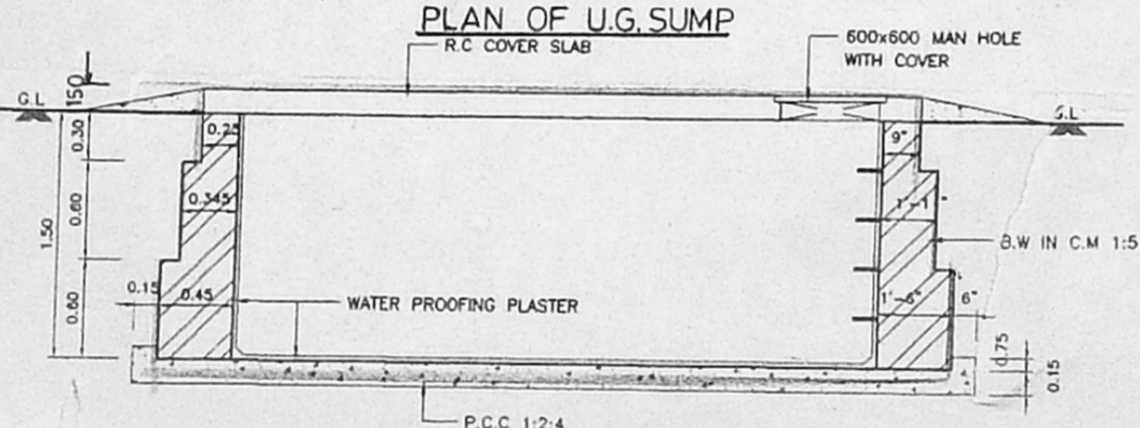 PLAN OF U.G. SUMP
R.C COVER SLAB
600x600 MAN HOLE
WITH COVER
G.L
150
G.L
0.30
0.23
9"
0.60
0.345
1'-1
1.50
B.W IN C.M 1:5
0.15
0.45
0.60
WATER PROOFING PLASTER
1'-6"
6"
0.75
0.15
P.C.C 1:2:4